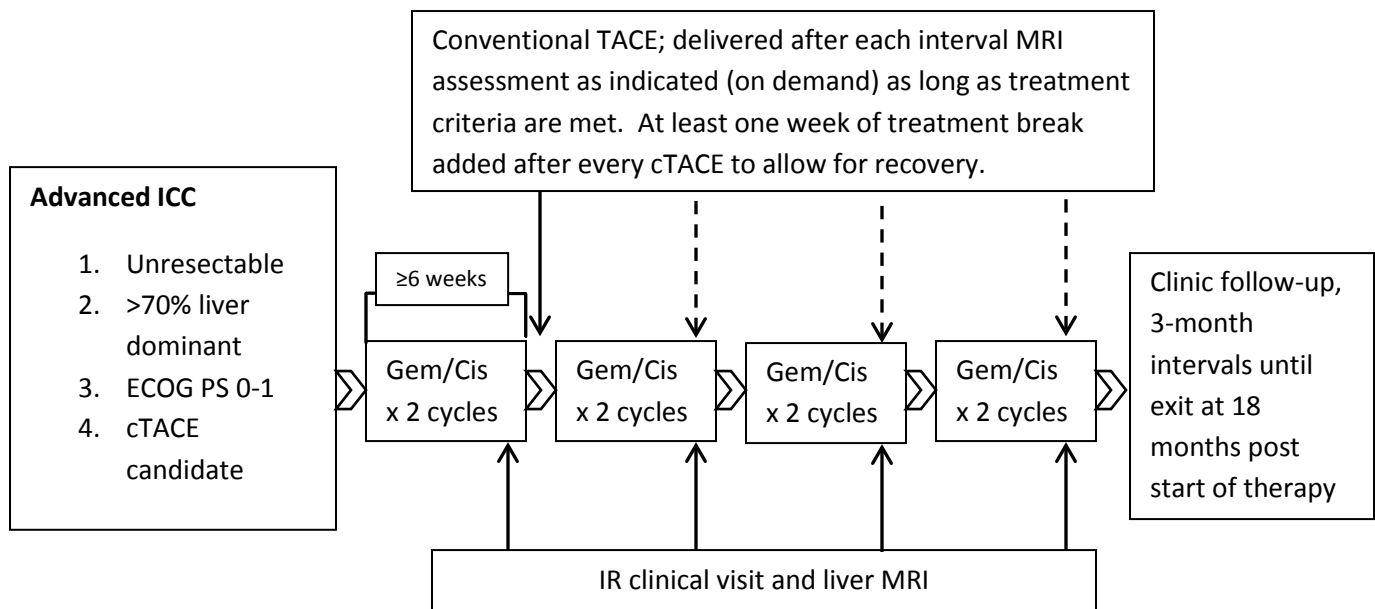 Conventional TACE; delivered after each interval MRI
assessment as indicated (on demand) as long as treatment
criteria are met.  At least one week of treatment break
added after every cTACE to allow for recovery.
Advanced ICC
1. Unresectable
2. >70% liver
dominant
3. ECOG PS 0-1
4. cTACE
candidate
≥6 weeks
Gem/Cis
x 2 cycles
Gem/Cis
x 2 cycles
Gem/Cis
x 2 cycles
Gem/Cis
x 2 cycles
Clinic follow-up,
3-month
intervals until
exit at 18
months post
start of therapy
IR clinical visit and liver MRI